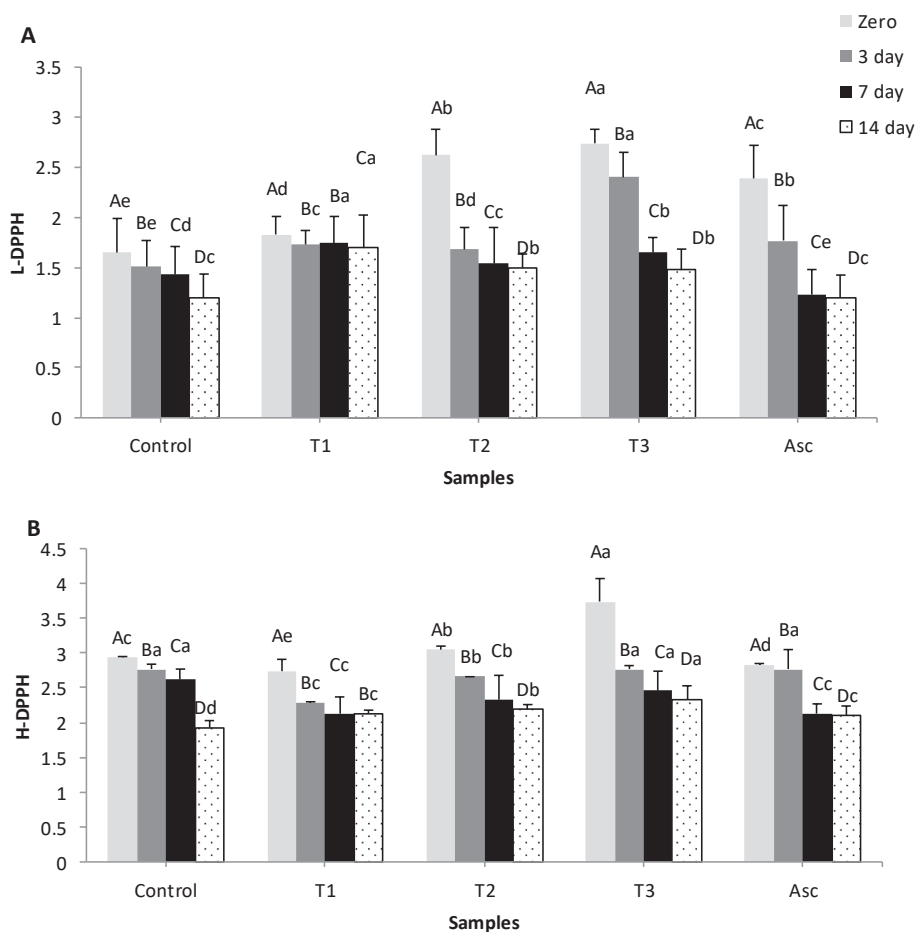 A
Zero
3 day
7 day
14 day
L-DPPH
3.5
3
2.5
2
1.5
1
0.5
0
Ae Be Cd Dc
Ad Bc Ba Ca
Ab Bd Cc Db
Aa Ba Cb Db
Ac Bb Ce Dc
Control T1 T2 T3 Asc
Samples
B
H-DPPH
4.5
4
3.5
3
2.5
2
1.5
1
0.5
0
Ac Ba Ca Dd
Ae Bc Cc Bc
Ab Bb Cb Db
Aa Ba Ca Da
Ad Ba Cc Dc
Control T1 T2 T3 Asc
Samples